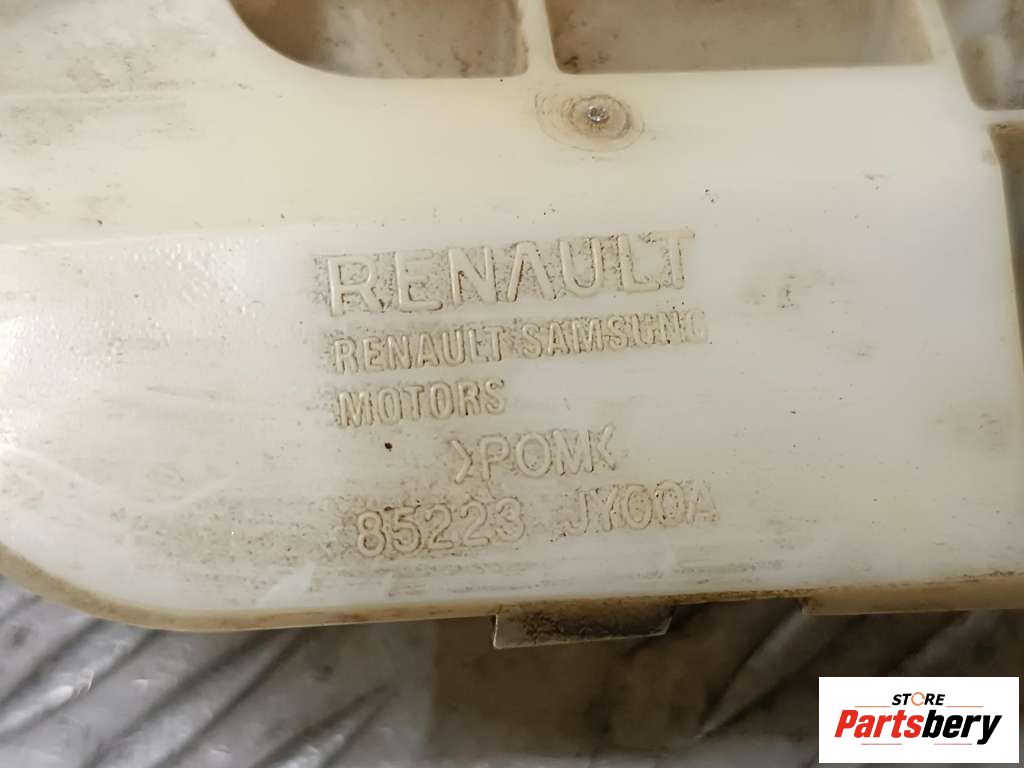 RENAULT
RENAULT SAMSUNG
MOTORS
>POM<
85223 JY00A
STORE
Partsbery